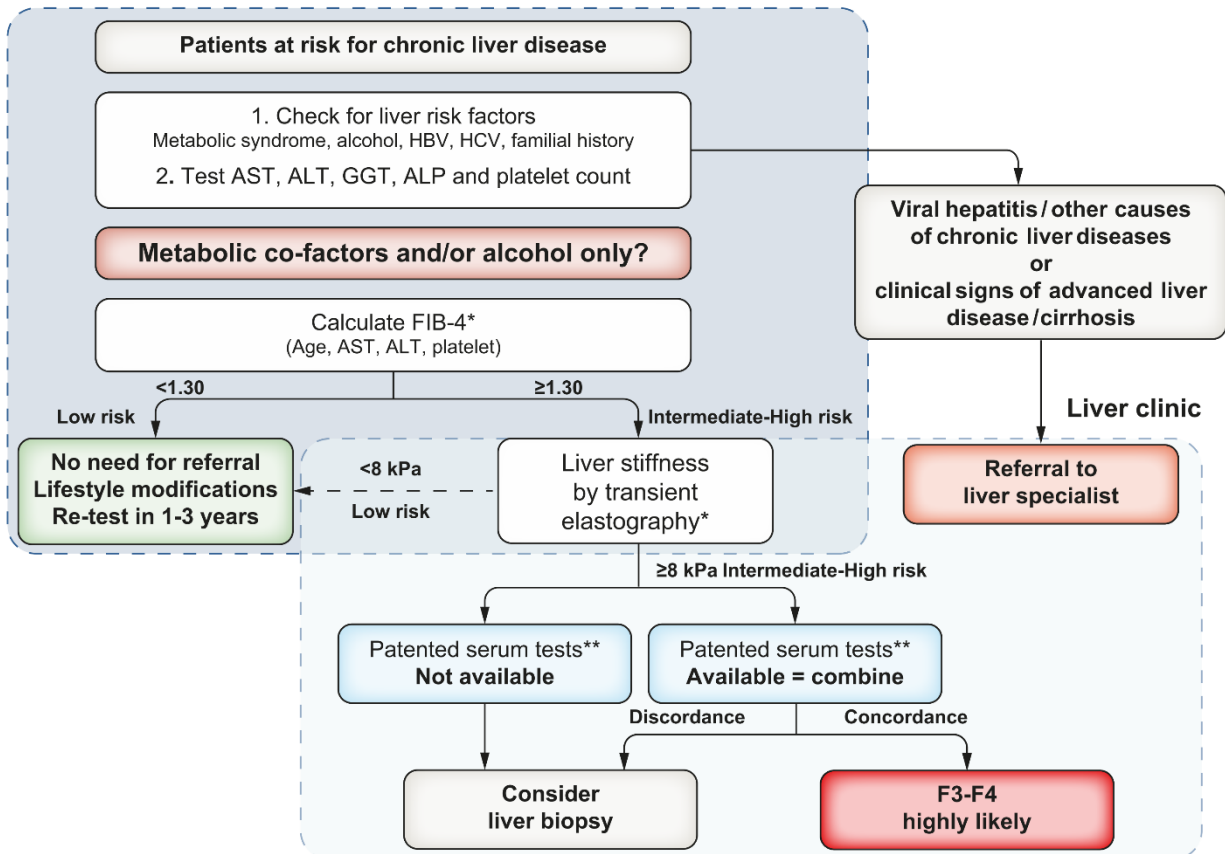 Patients at risk for chronic liver disease
1. Check for liver risk factors
Metabolic syndrome, alcohol, HBV, HCV, familial history
2. Test AST, ALT, GGT, ALP and platelet count
Viral hepatitis/other causes
of chronic liver diseases
or
clinical signs of advanced liver
disease/cirrhosis
Metabolic co-factors and/or alcohol only?
Calculate FIB-4*
(Age, AST, ALT, platelet)
<1.30
≥1.30
Low risk
Intermediate-High risk
Liver clinic
No need for referral
Lifestyle modifications
Re-test in 1-3 years
<8 kPa
Low risk
Liver stiffness
by transient
elastography*
Referral to
liver specialist
≥8 kPa Intermediate-High risk
Patented serum tests**
Not available
Patented serum tests**
Available = combine
Discordance
Concordance
Consider
liver biopsy
F3-F4
highly likely